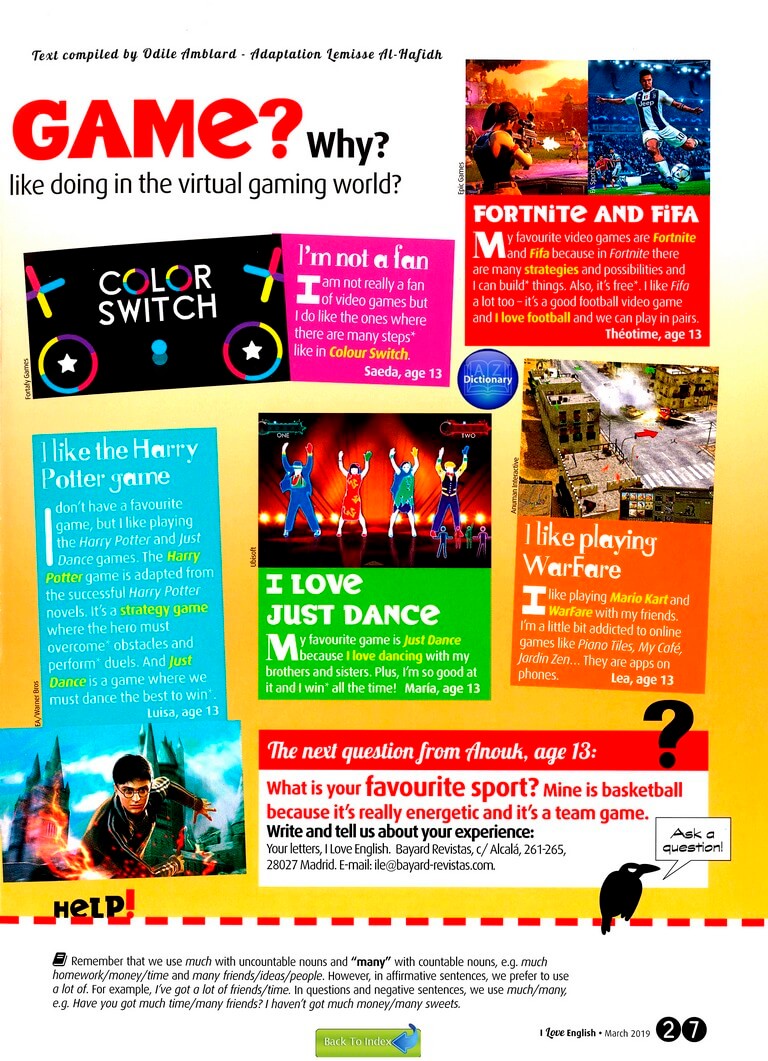 Text compiled by Odile Amblard - Adaptation Lemisse Al-Hafidh
GAME? Why?
like doing in the virtual gaming world?
Epic Games
EA Sports
Jeep
FORTNITE AND FIFA
My favourite video games are Fortnite
and Fifa because in Fortnite there
are many strategies and possibilities and
I can build* things. Also, it's free*. I like Fifa
a lot too – it's a good football video game
and I love football and we can play in pairs.
Théotime, age 13
Fortafy Games
COLOR
SWITCH
I'm not a fan
I am not really a fan
of video games but
I do like the ones where
there are many steps*
like in Colour Switch.
Saeda, age 13
A Z
Dictionary
I like the Harry
Potter game
I don't have a favourite
game, but I like playing
the Harry Potter and Just
Dance games. The Harry
Potter game is adapted from
the successful Harry Potter
novels. It's a strategy game
where the hero must
overcome* obstacles and
perform* duels. And Just
Dance is a game where we
must dance the best to win*.
Luisa, age 13
EA/Warner Bros
ONE
TWO
Ubisoft
I LOVE
JUST DANCE
My favourite game is Just Dance
because I love dancing with my
brothers and sisters. Plus, I'm so good at
it and I win* all the time! María, age 13
Anuman Interactive
I like playing
WarFare
I like playing Mario Kart and
WarFare with my friends.
I'm a little bit addicted to online
games like Piano Tiles, My Café,
Jardin Zen... They are apps on
phones.
Lea, age 13
?
The next question from Anouk, age 13:
What is your favourite sport? Mine is basketball
because it's really energetic and it's a team game.
Write and tell us about your experience:
Your letters, I Love English. Bayard Revistas, c/ Alcalá, 261-265,
28027 Madrid. E-mail: ile@bayard-revistas.com.
Ask a
question!
HELP!
Remember that we use much with uncountable nouns and "many" with countable nouns, e.g. much
homework/money/time and many friends/ideas/people. However, in affirmative sentences, we prefer to use
a lot of. For example, I've got a lot of friends/time. In questions and negative sentences, we use much/many,
e.g. Have you got much time/many friends? I haven't got much money/many sweets.
Back To Index
I Love English • March 2019 27